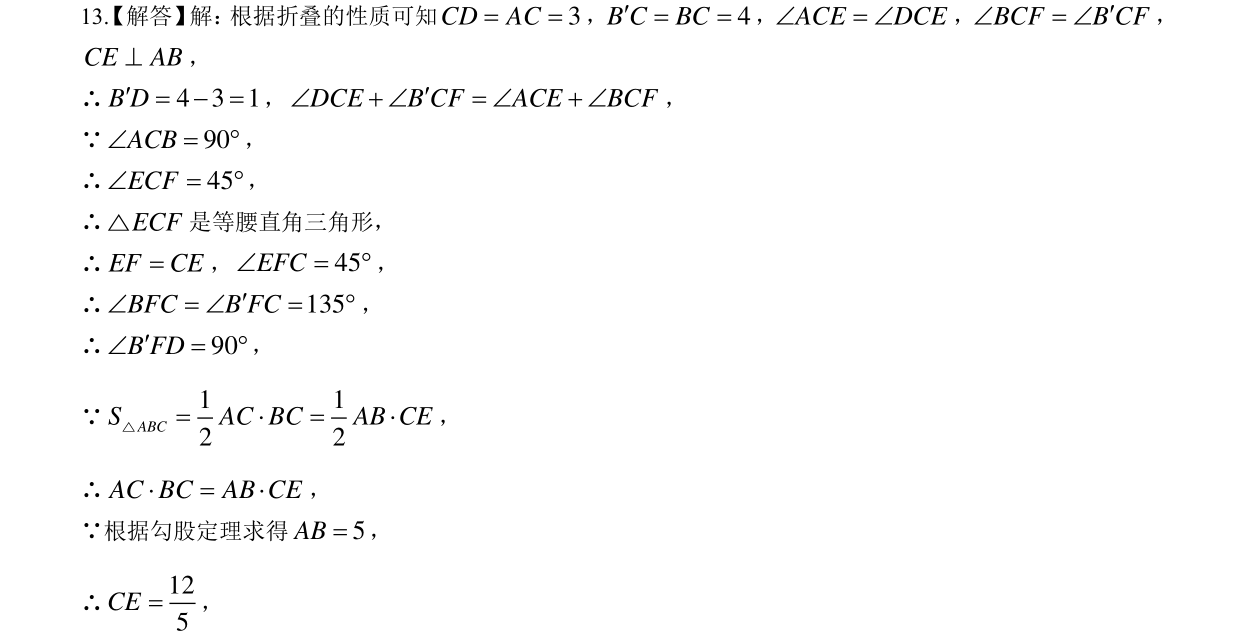 13.【解答】解：根据折叠的性质可知CD = AC = 3，B′C = BC = 4，∠ACE = ∠DCE，∠BCF = ∠B′CF，
CE ⊥ AB，
∴ B′D = 4 − 3 = 1，∠DCE + ∠B′CF = ∠ACE + ∠BCF，
∵ ∠ACB = 90°，
∴ ∠ECF = 45°，
∴ △ECF 是等腰直角三角形，
∴ EF = CE，∠EFC = 45°，
∴ ∠BFC = ∠B′FC = 135°，
∴ ∠B′FD = 90°，
∵ S△ABC = 1/2 AC · BC = 1/2 AB · CE，
∴ AC · BC = AB · CE，
∵根据勾股定理求得 AB = 5，
∴ CE = 12/5，